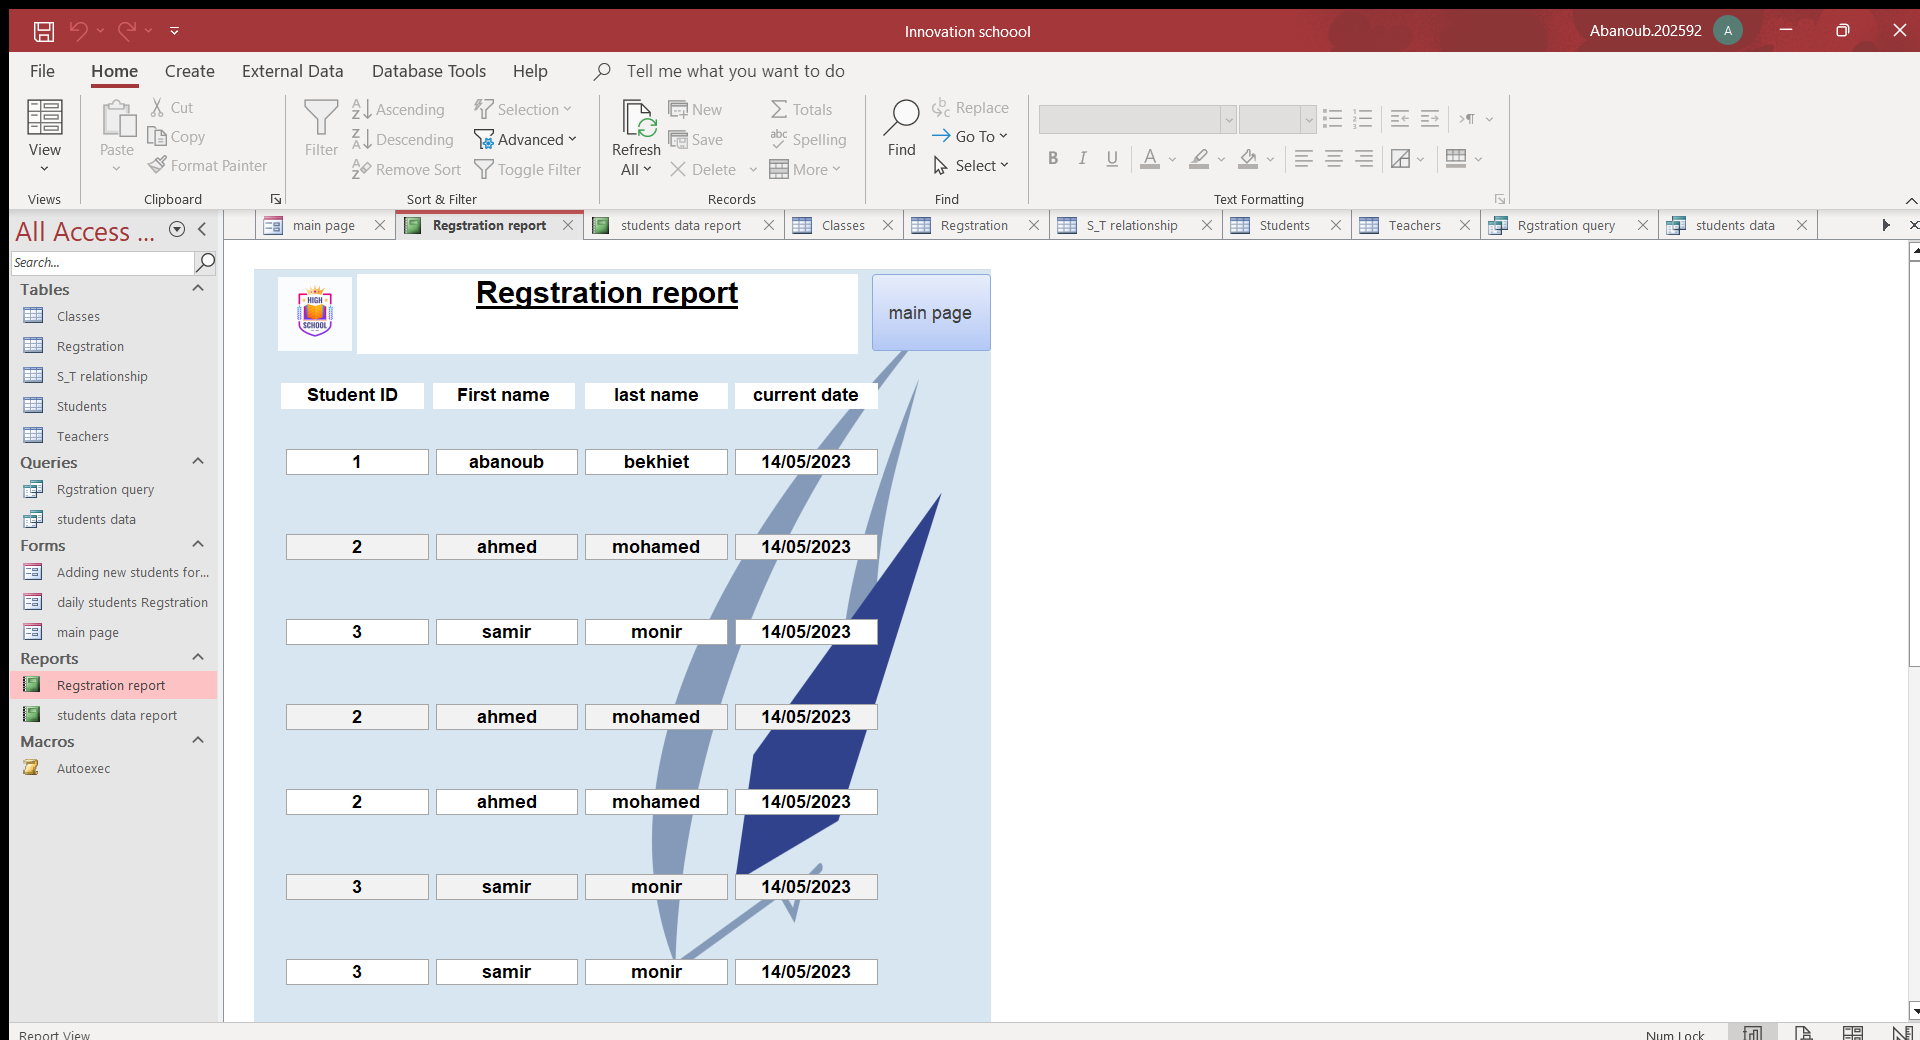 Innovation schoool
Abanoub.202592
A
File Home Create External Data Database Tools Help Tell me what you want to do
View
Views
Paste
Cut
Copy
Format Painter
Clipboard
Filter
Ascending
Descending
Remove Sort
Selection
Advanced
Toggle Filter
Sort & Filter
Refresh
All
New
Save
Delete
Totals
Spelling
More
Records
Find
Replace
Go To
Select
Find
B I U A
Text Formatting
All Access ...
main page Regstration report students data report Classes Regstration S_T relationship Students Teachers Rgstration query students data
Search...
Tables
Classes
Regstration
S_T relationship
Students
Teachers
Queries
Rgstration query
students data
Forms
Adding new students for...
daily students Regstration
main page
Reports
Regstration report
students data report
Macros
Autoexec
HIGH
SCHOOL
Regstration report
main page
Student ID First name last name current date
1 abanoub bekhiet 14/05/2023
2 ahmed mohamed 14/05/2023
3 samir monir 14/05/2023
2 ahmed mohamed 14/05/2023
2 ahmed mohamed 14/05/2023
3 samir monir 14/05/2023
3 samir monir 14/05/2023
Report View
Num Lock